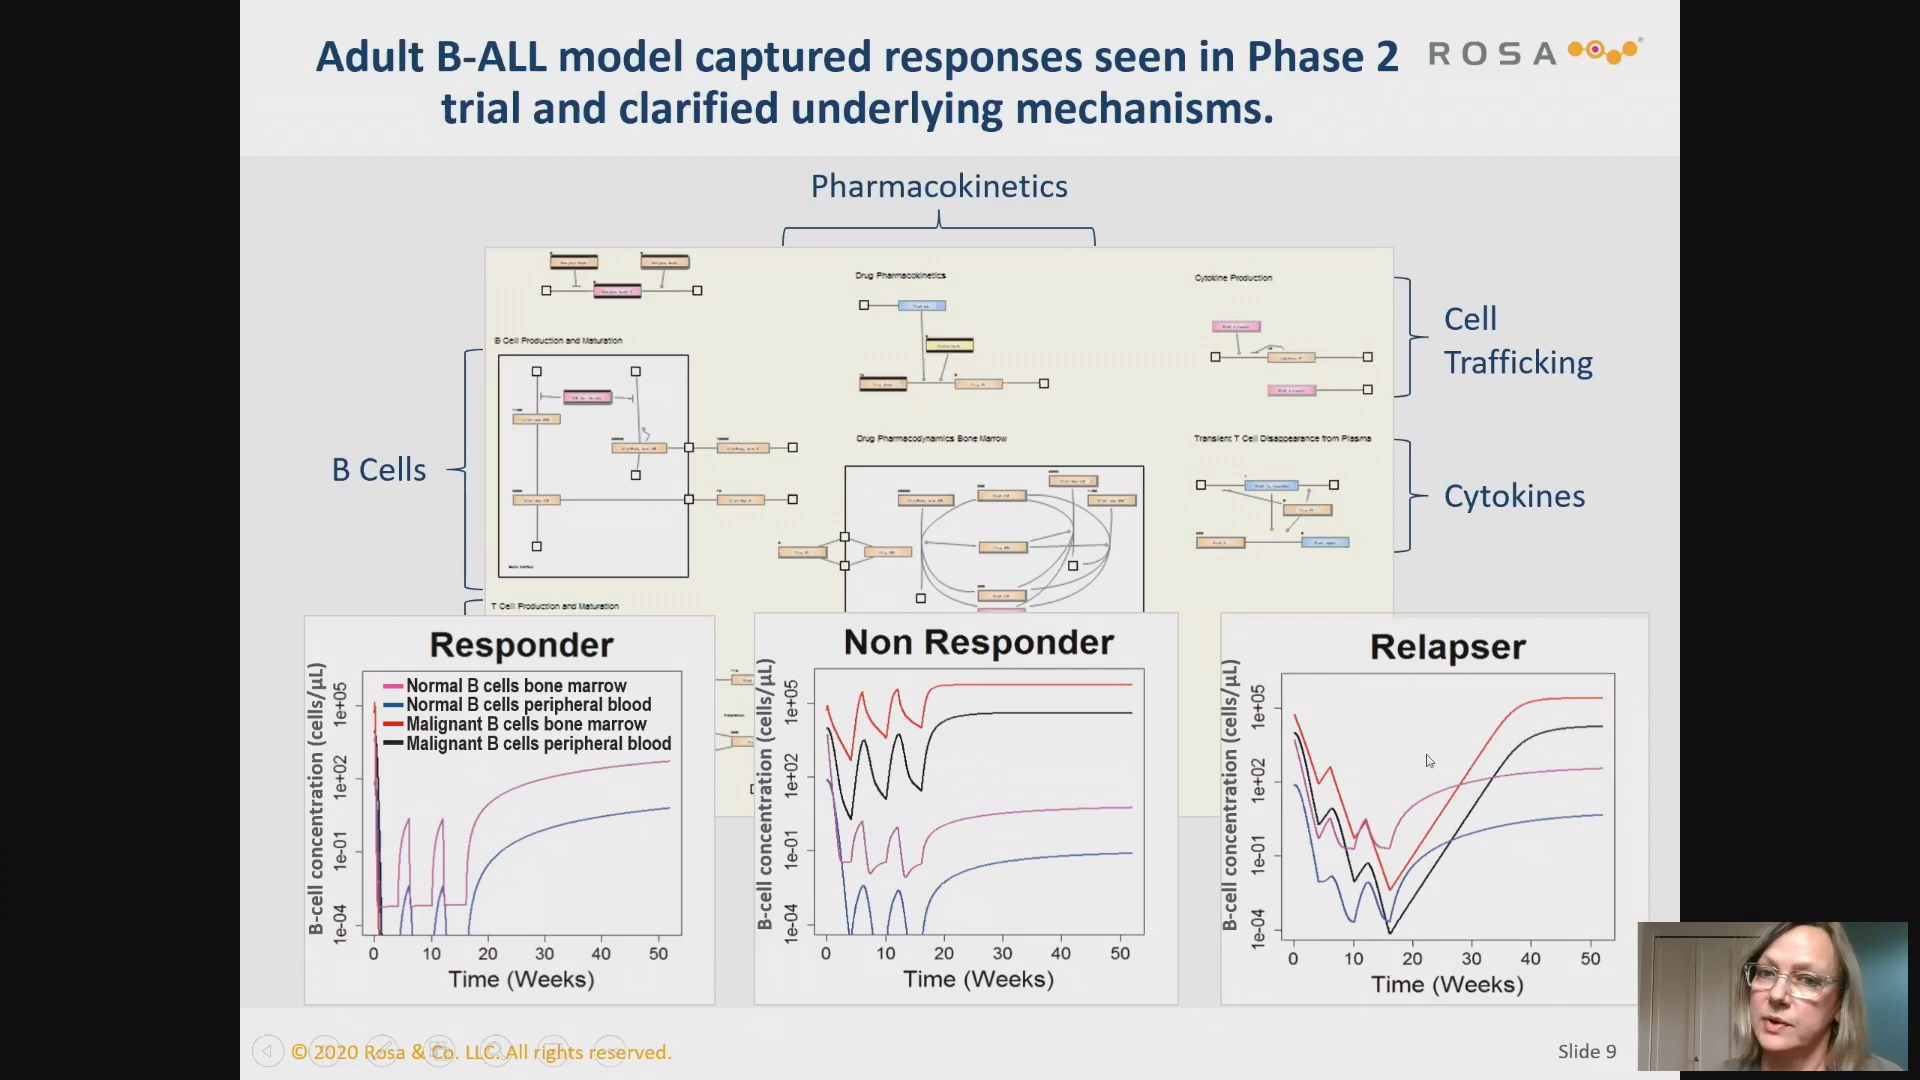 Adult B-ALL model captured responses seen in Phase 2
trial and clarified underlying mechanisms.
ROSA
Pharmacokinetics
Drug Pharmacokinetics
Cytokine Production
Cell
Trafficking
B Cell Production and Maturation
Drug Pharmacodynamics Bone Marrow
Transient T Cell Disappearance from Plasma
B Cells
Cytokines
T Cell Production and Maturation
Responder
Normal B cells bone marrow
Normal B cells peripheral blood
Malignant B cells bone marrow
Malignant B cells peripheral blood
B-cell concentration (cells/µL)
1e+05
1e+02
1e-01
1e-04
0 10 20 30 40 50
Time (Weeks)
Non Responder
B-cell concentration (cells/µL)
1e+05
1e+02
1e-01
1e-04
0 10 20 30 40 50
Time (Weeks)
Relapser
B-cell concentration (cells/µL)
1e+05
1e+02
1e-01
1e-04
0 10 20 30 40 50
Time (Weeks)
© 2020 Rosa & Co. LLC. All rights reserved.
Slide 9